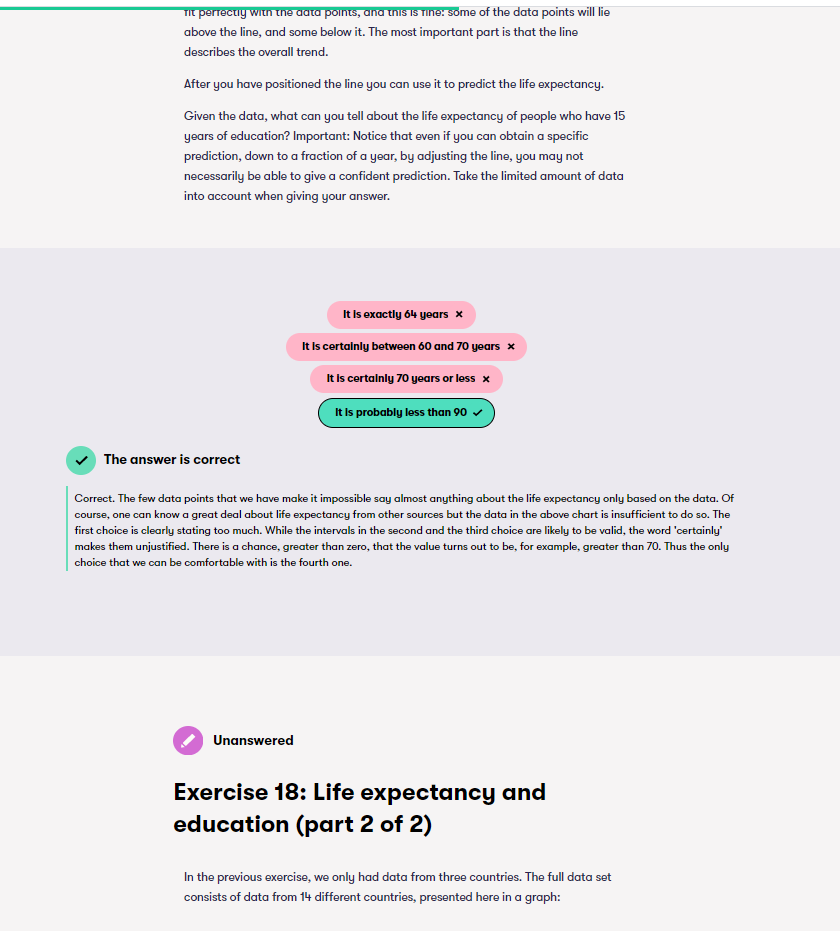 fit perfectly with the data points, and this is fine: some of the data points will lie
above the line, and some below it. The most important part is that the line
describes the overall trend.
After you have positioned the line you can use it to predict the life expectancy.
Given the data, what can you tell about the life expectancy of people who have 15
years of education? Important: Notice that even if you can obtain a specific
prediction, down to a fraction of a year, by adjusting the line, you may not
necessarily be able to give a confident prediction. Take the limited amount of data
into account when giving your answer.
It is exactly 64 years
It is certainly between 60 and 70 years
It is certainly 70 years or less
It is probably less than 90
The answer is correct
Correct. The few data points that we have make it impossible say almost anything about the life expectancy only based on the data. Of
course, one can know a great deal about life expectancy from other sources but the data in the above chart is insufficient to do so. The
first choice is clearly stating too much. While the intervals in the second and the third choice are likely to be valid, the word 'certainly'
makes them unjustified. There is a chance, greater than zero, that the value turns out to be, for example, greater than 70. Thus the only
choice that we can be comfortable with is the fourth one.
Unanswered
Exercise 18: Life expectancy and
education (part 2 of 2)
In the previous exercise, we only had data from three countries. The full data set
consists of data from 14 different countries, presented here in a graph: